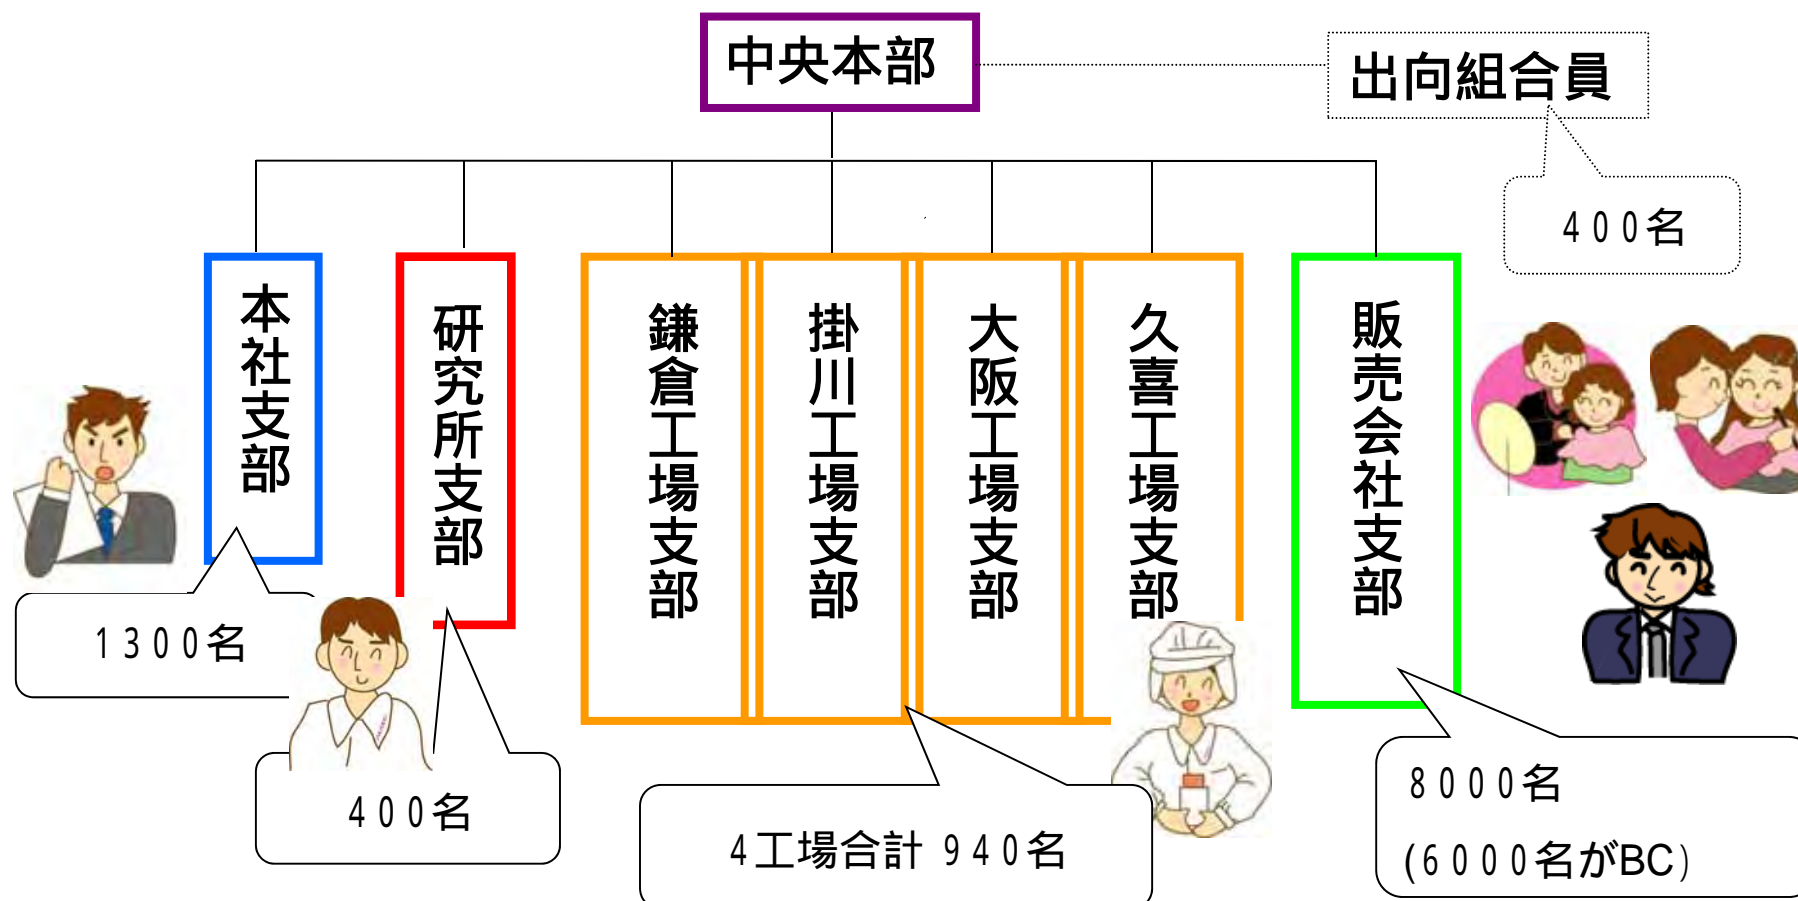 中央本部
出向組合員
400名
本社支部
研究所支部
鎌倉工場支部
掛川工場支部
大阪工場支部
久喜工場支部
販売会社支部
1300名
400名
4工場合計 940名
8000名
(6000名がBC)